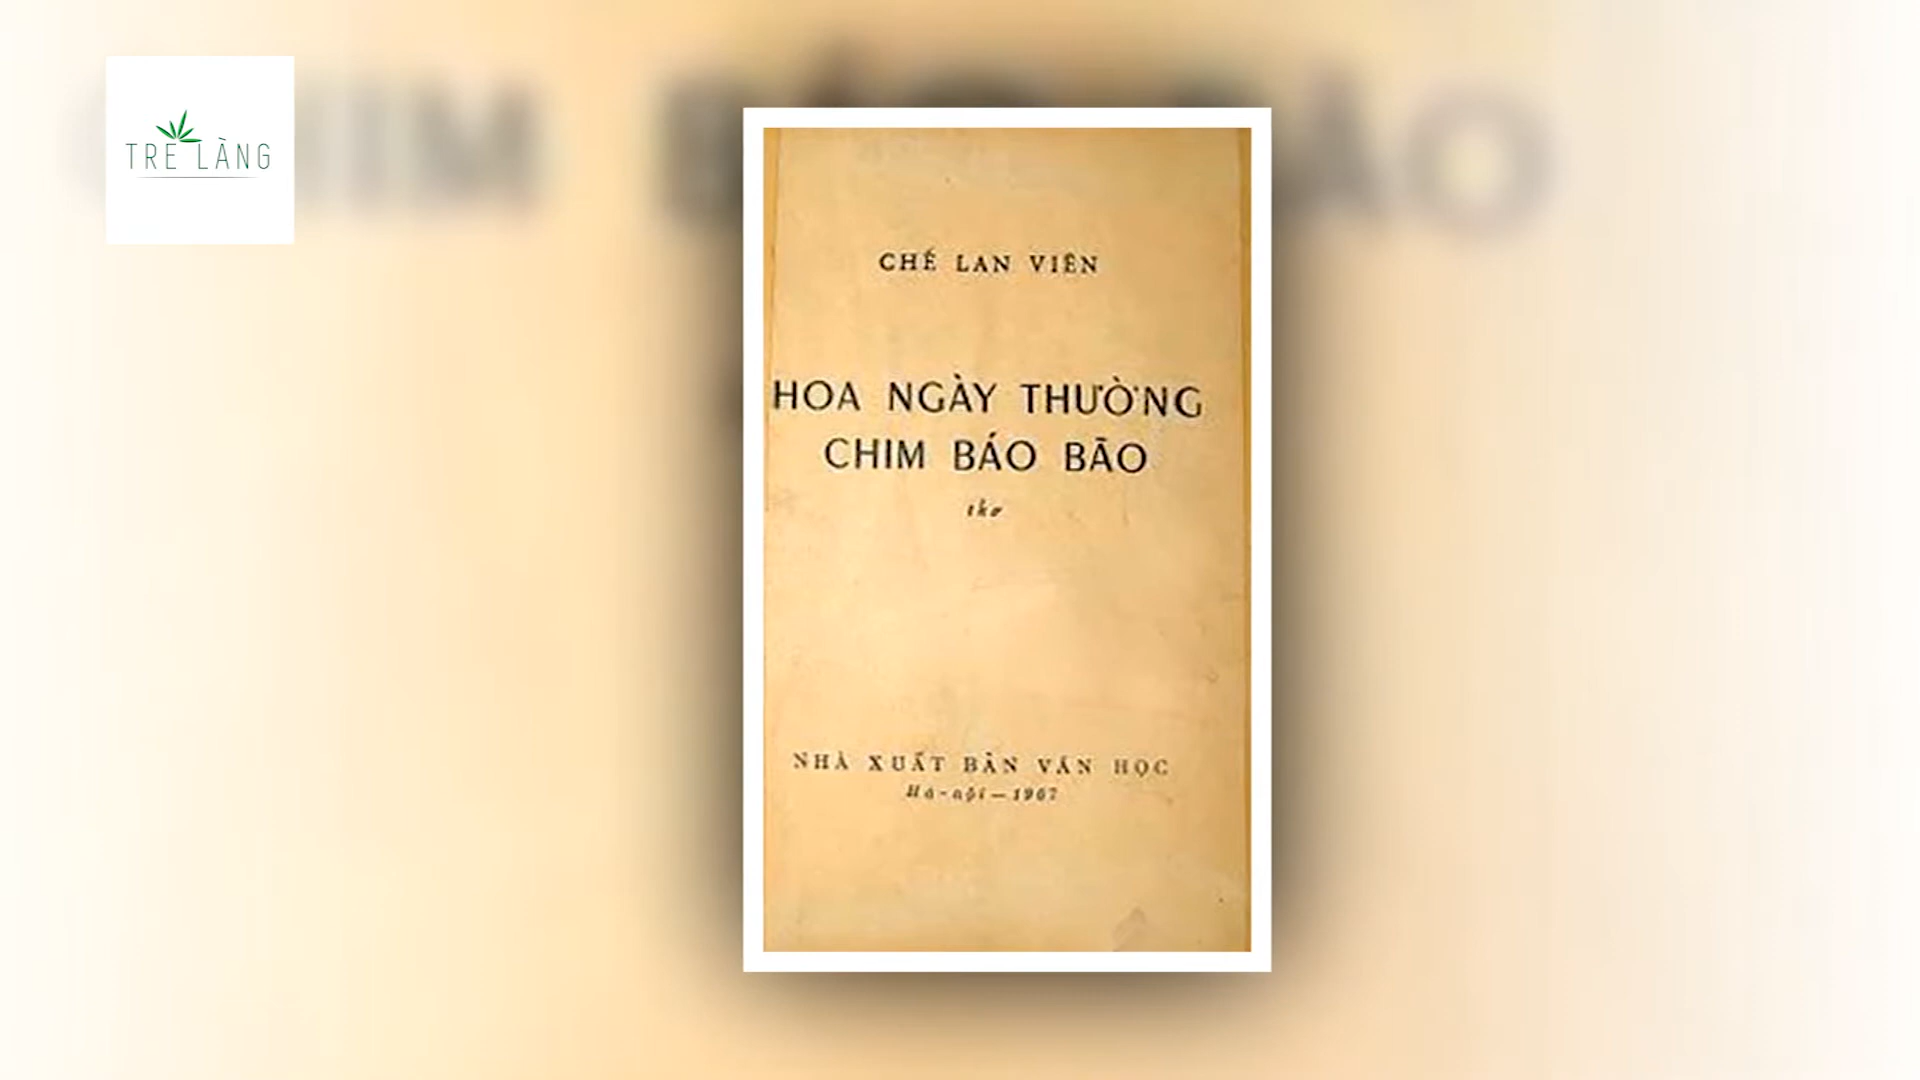 TRE LÀNG
CHẾ LAN VIÊN
HOA NGÀY THƯỜNG
CHIM BÁO BÃO
thơ
NHÀ XUẤT BẢN VĂN HỌC
Hà-nội — 1967